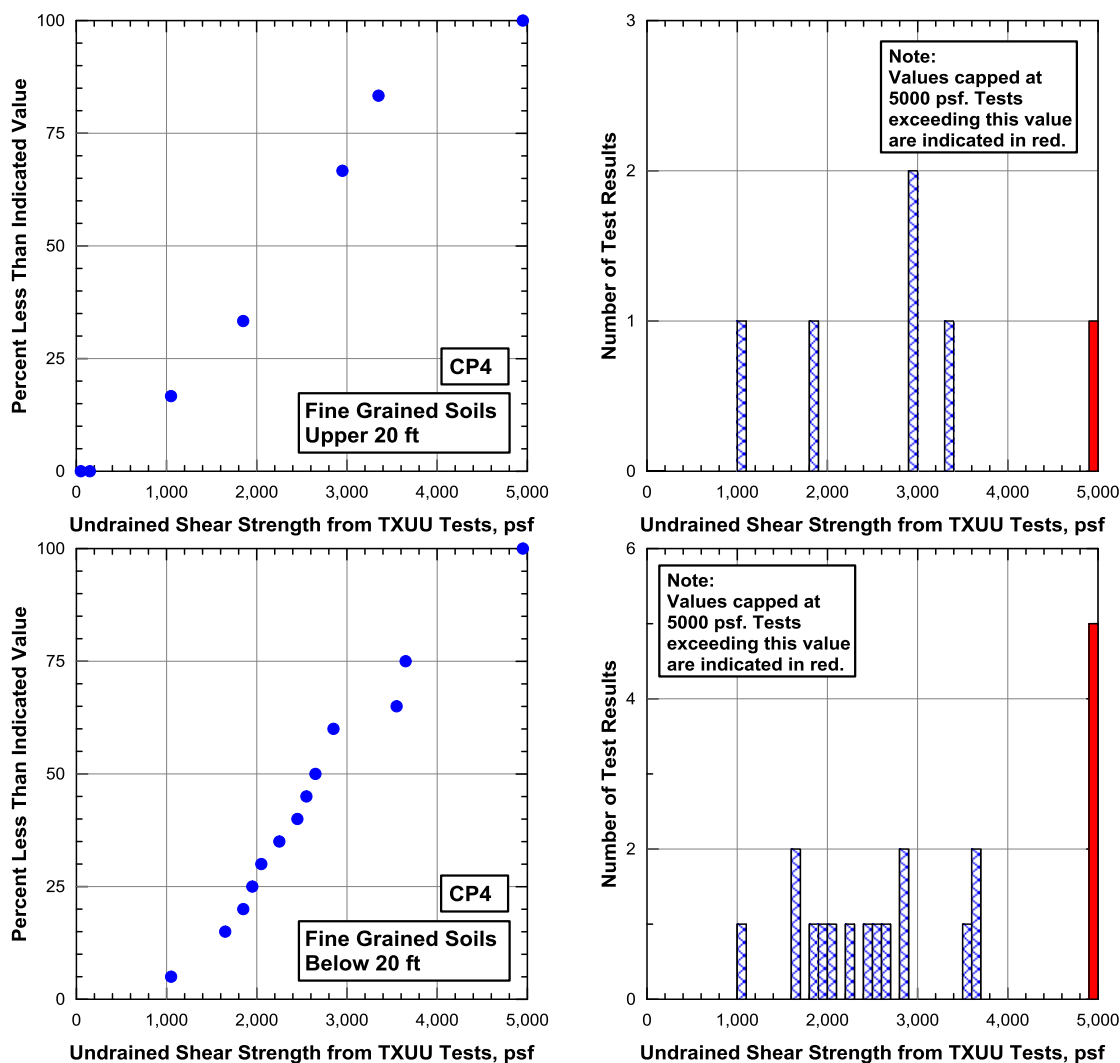 Percent Less Than Indicated Value
100
75
50
25
0
CP4
Fine Grained Soils
Upper 20 ft
0 1,000 2,000 3,000 4,000 5,000
Undrained Shear Strength from TXUU Tests, psf
Number of Test Results
3
2
1
0
Note:
Values capped at
5000 psf. Tests
exceeding this value
are indicated in red.
0 1,000 2,000 3,000 4,000 5,000
Undrained Shear Strength from TXUU Tests, psf
Percent Less Than Indicated Value
100
75
50
25
0
CP4
Fine Grained Soils
Below 20 ft
0 1,000 2,000 3,000 4,000 5,000
Undrained Shear Strength from TXUU Tests, psf
Number of Test Results
6
4
2
0
Note:
Values capped at
5000 psf. Tests
exceeding this value
are indicated in red.
0 1,000 2,000 3,000 4,000 5,000
Undrained Shear Strength from TXUU Tests, psf